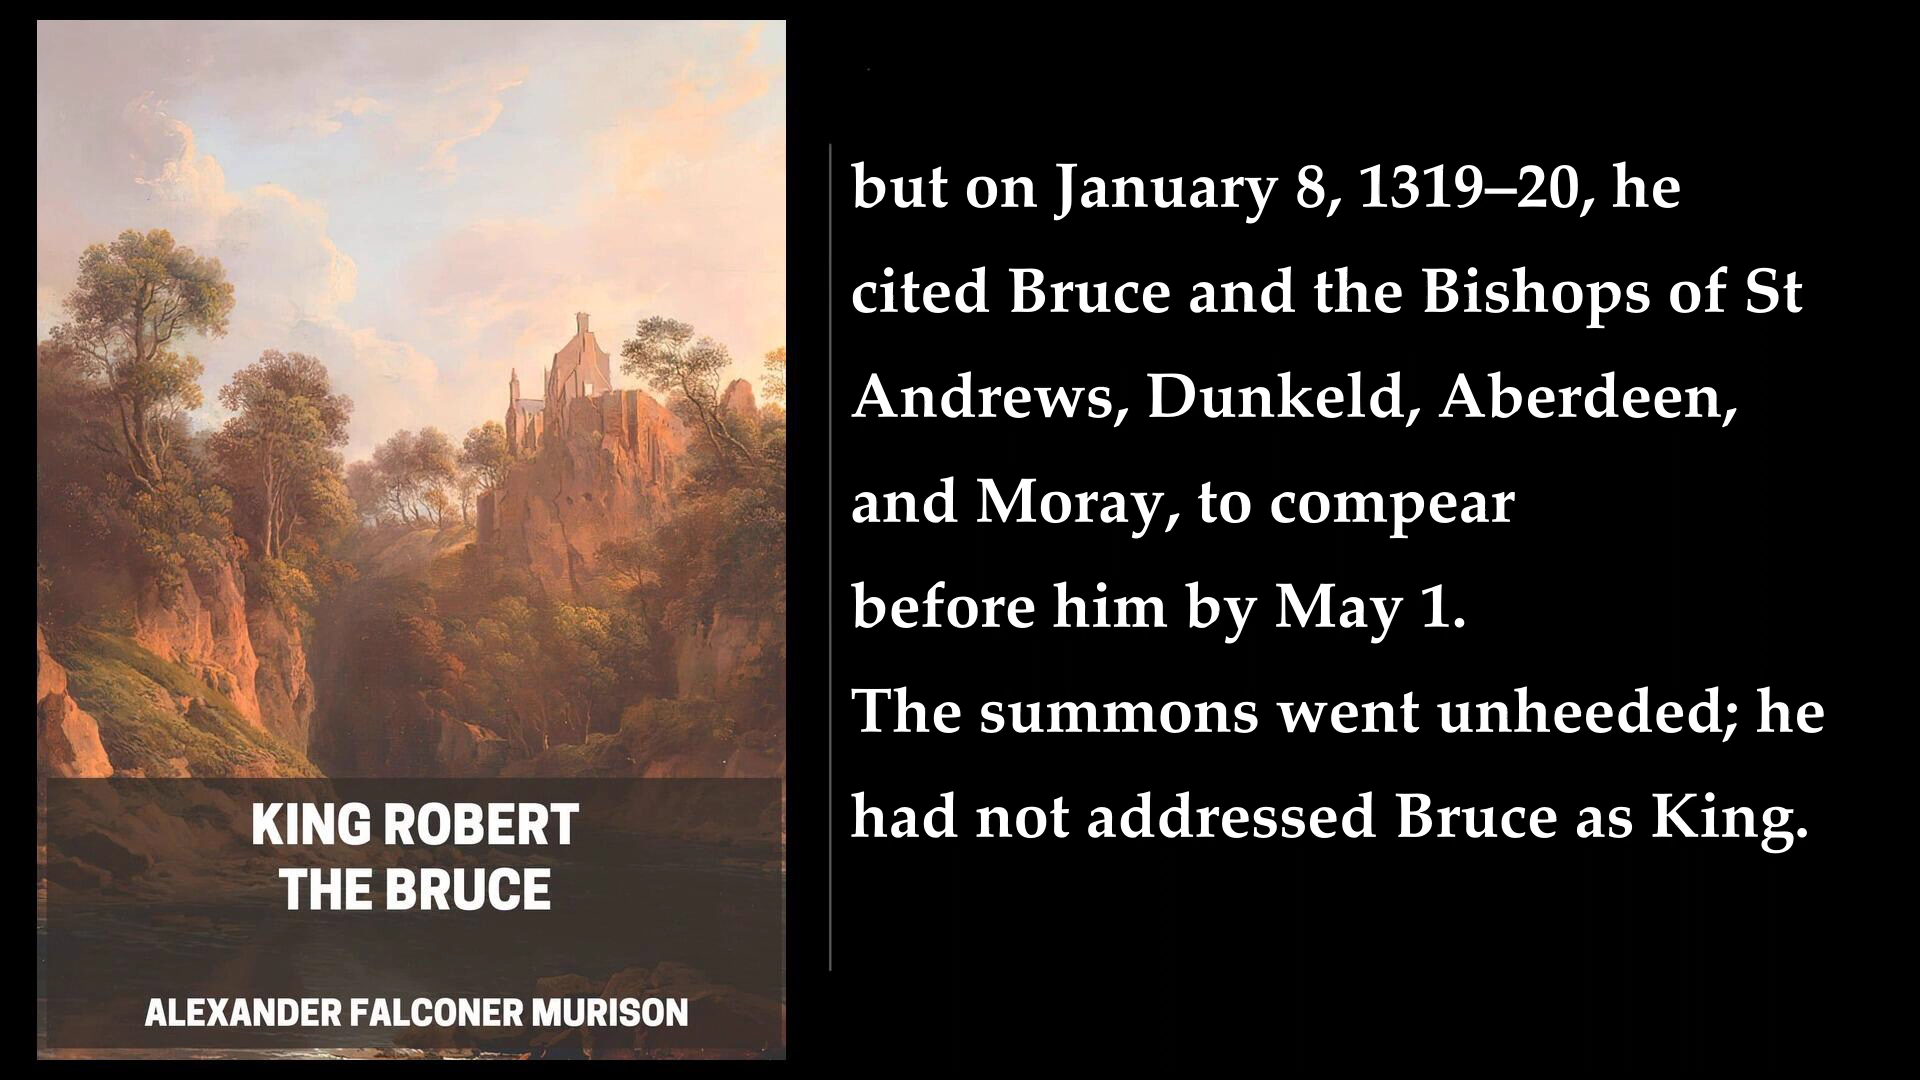 KING ROBERT
THE BRUCE
ALEXANDER FALCONER MURISON
but on January 8, 1319–20, he
cited Bruce and the Bishops of St
Andrews, Dunkeld, Aberdeen,
and Moray, to compear
before him by May 1.
The summons went unheeded; he
had not addressed Bruce as King.